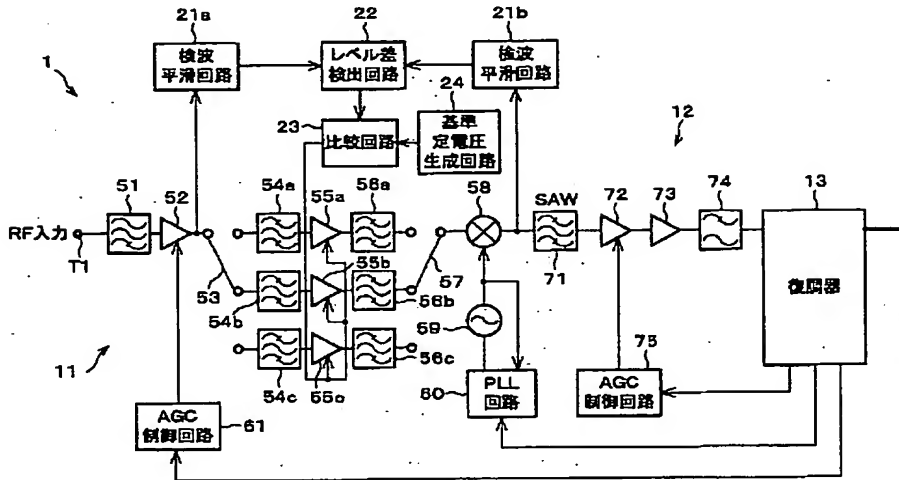 21a
22
21b
1
検波
平滑回路
レベル差
検出回路
検波
平滑回路
24
23
比較回路
基準
定電圧
生成回路
12
51
52
54a
55a
56a
58
SAW
72
73
74
13
RF入力
T1
53
55b
57
71
復調器
54b
56b
59
11
54c
55c
56c
60
PLL
回路
75
AGC
制御回路
AGC
制御回路
61